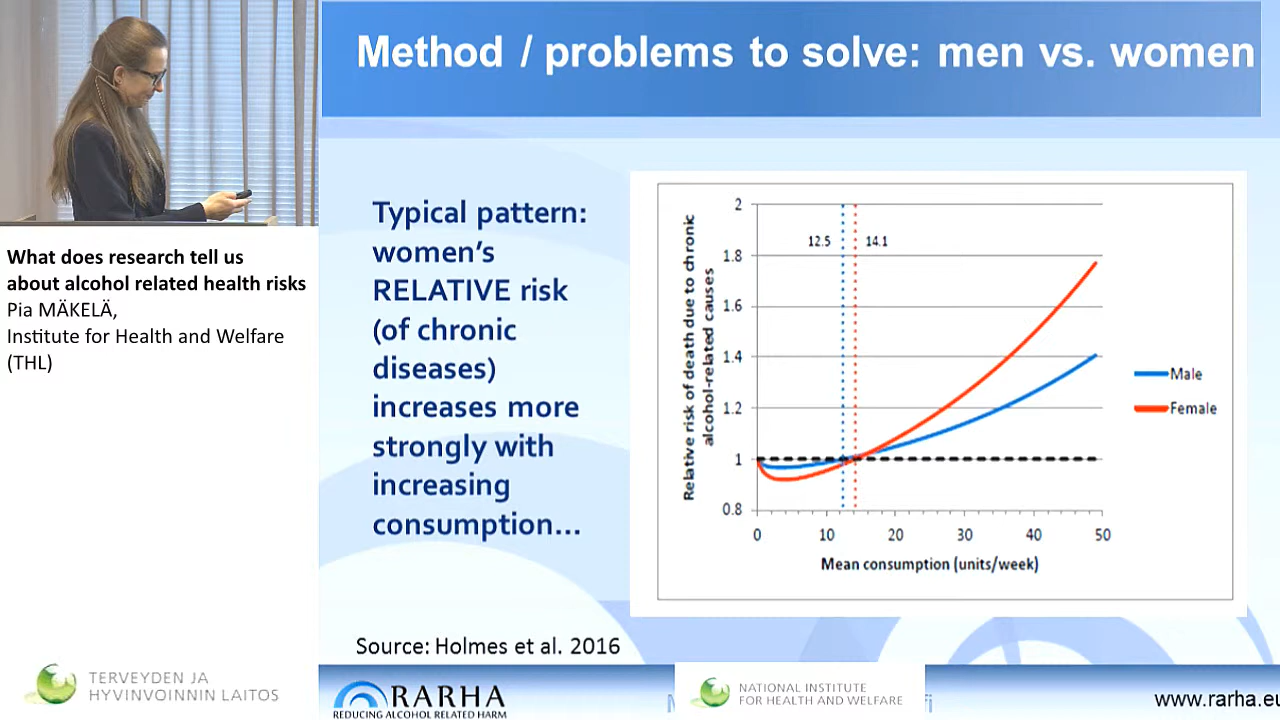 Method / problems to solve: men vs. women
What does research tell us
about alcohol related health risks
Pia MÄKELÄ,
Institute for Health and Welfare
(THL)
Typical pattern:
women's
RELATIVE risk
(of chronic
diseases)
increases more
strongly with
increasing
consumption...
Relative risk of death due to chronic
alcohol-related causes
2
1.8
1.6
1.4
1.2
1
0.8
12.5
14.1
0
10
20
30
40
50
Mean consumption (units/week)
Male
Female
Source: Holmes et al. 2016
TERVEYDEN JA
HYVINVOINNIN LAITOS
RARHA
REDUCING ALCOHOL RELATED HARM
NATIONAL INSTITUTE
FOR HEALTH AND WELFARE
www.rarha.eu